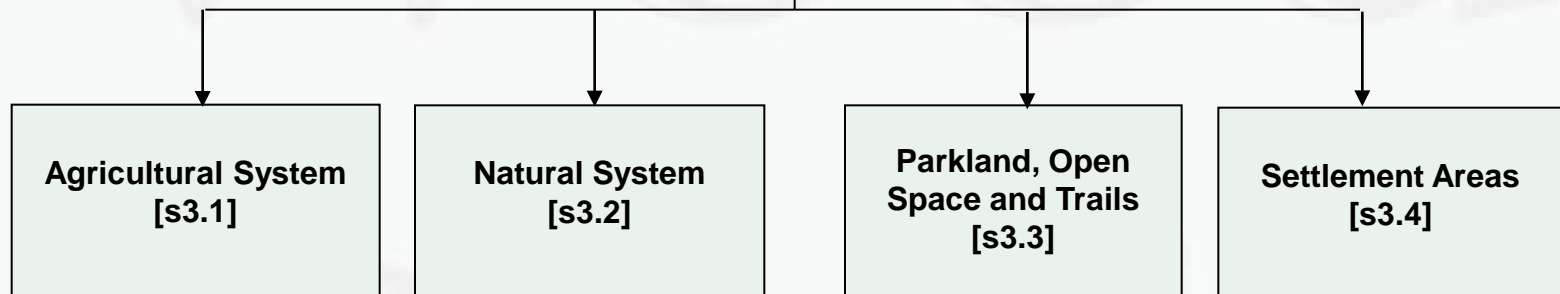 Agricultural System
[s3.1]
Natural System
[s3.2]
Parkland, Open
Space and Trails
[s3.3]
Settlement Areas
[s3.4]